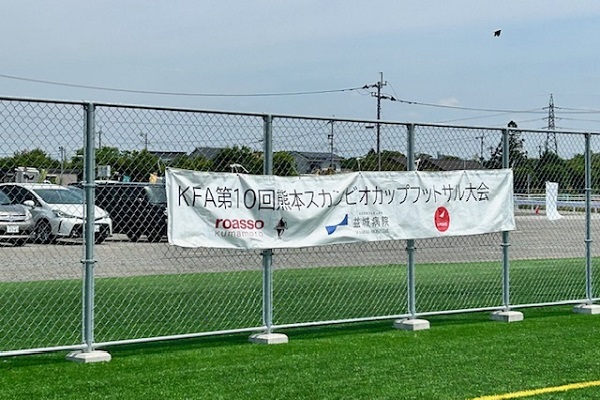 KFA第10回熊本スカンビオカップフットサル大会
roasso
kumamoto
益城病院